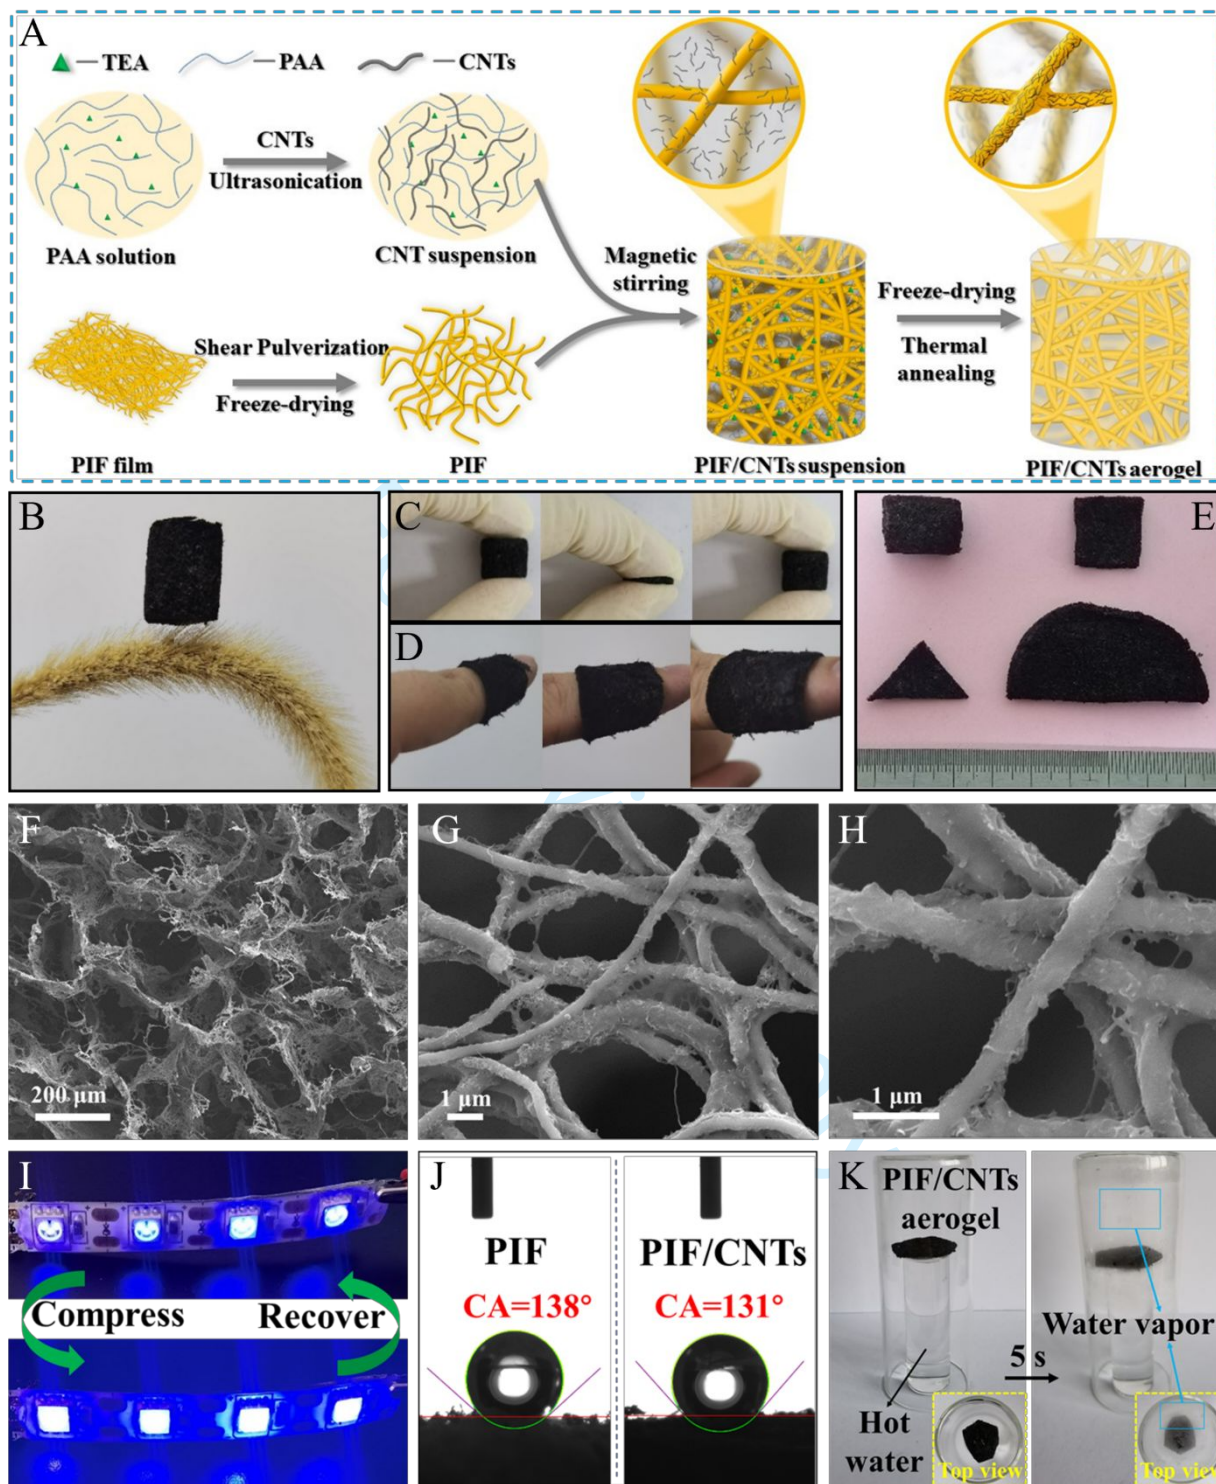 A
TEA
PAA
CNTs
CNTs
Ultrasonication
PAA solution
CNT suspension
Magnetic
stirring
Shear Pulverization
Freeze-drying
PIF film
PIF
PIF/CNTs suspension
Freeze-drying
Thermal
annealing
PIF/CNTs aerogel
B
C
D
E
F
200 μm
G
1 μm
H
1 μm
I
Compress
Recover
J
PIF
CA=138°
PIF/CNTs
CA=131°
K
PIF/CNTs
aerogel
Water vapor
5 s
Hot
water
Top view
Top view